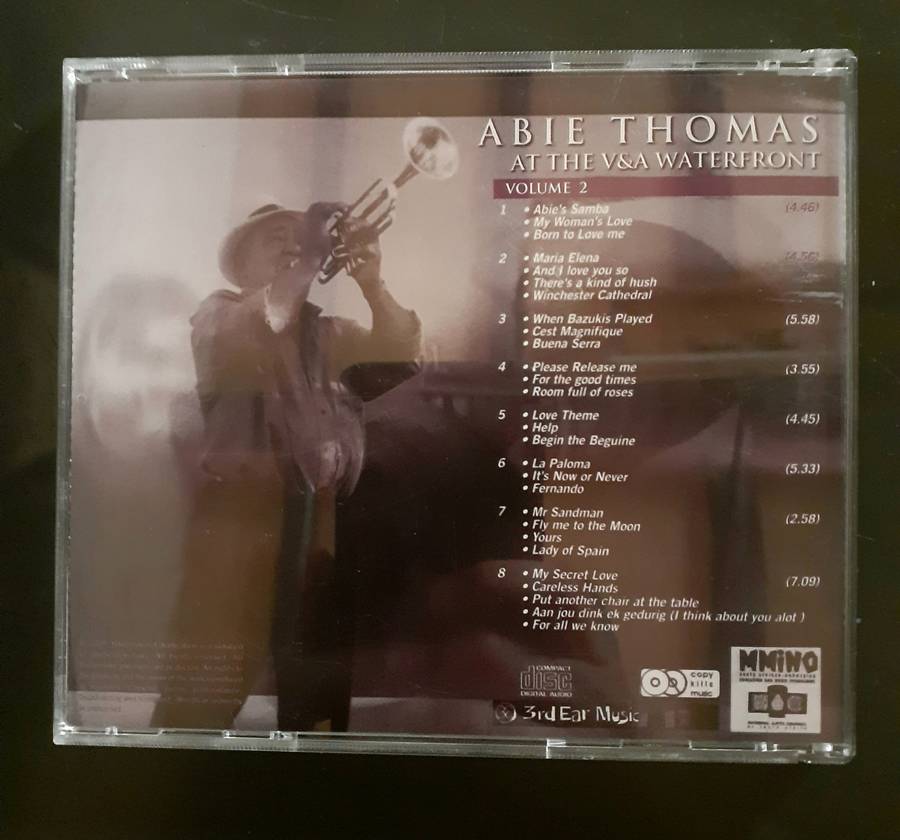 ABIE THOMAS
AT THE V&A WATERFRONT
VOLUME 2
1 • Abie's Samba (4.46)
• My Woman's Love
• Born to Love me
2 • Maria Elena (4.56)
• And I love you so
• There's a kind of hush
• Winchester Cathedral
3 • When Bazukis Played (5.58)
• Cest Magnifique
• Buena Serra
4 • Please Release me (3.55)
• For the good times
• Room full of roses
5 • Love Theme (4.45)
• Help
• Begin the Beguine
6 • La Paloma (5.33)
• It's Now or Never
• Fernando
7 • Mr Sandman (2.58)
• Fly me to the Moon
• Yours
• Lady of Spain
8 • My Secret Love (7.09)
• Careless Hands
• Put another chair at the table
• Aan jou dink ek gedurig (I think about you alot )
• For all we know
COMPACT
disc
DIGITAL AUDIO
copy
kills
music
MMINO
3rd Ear Music